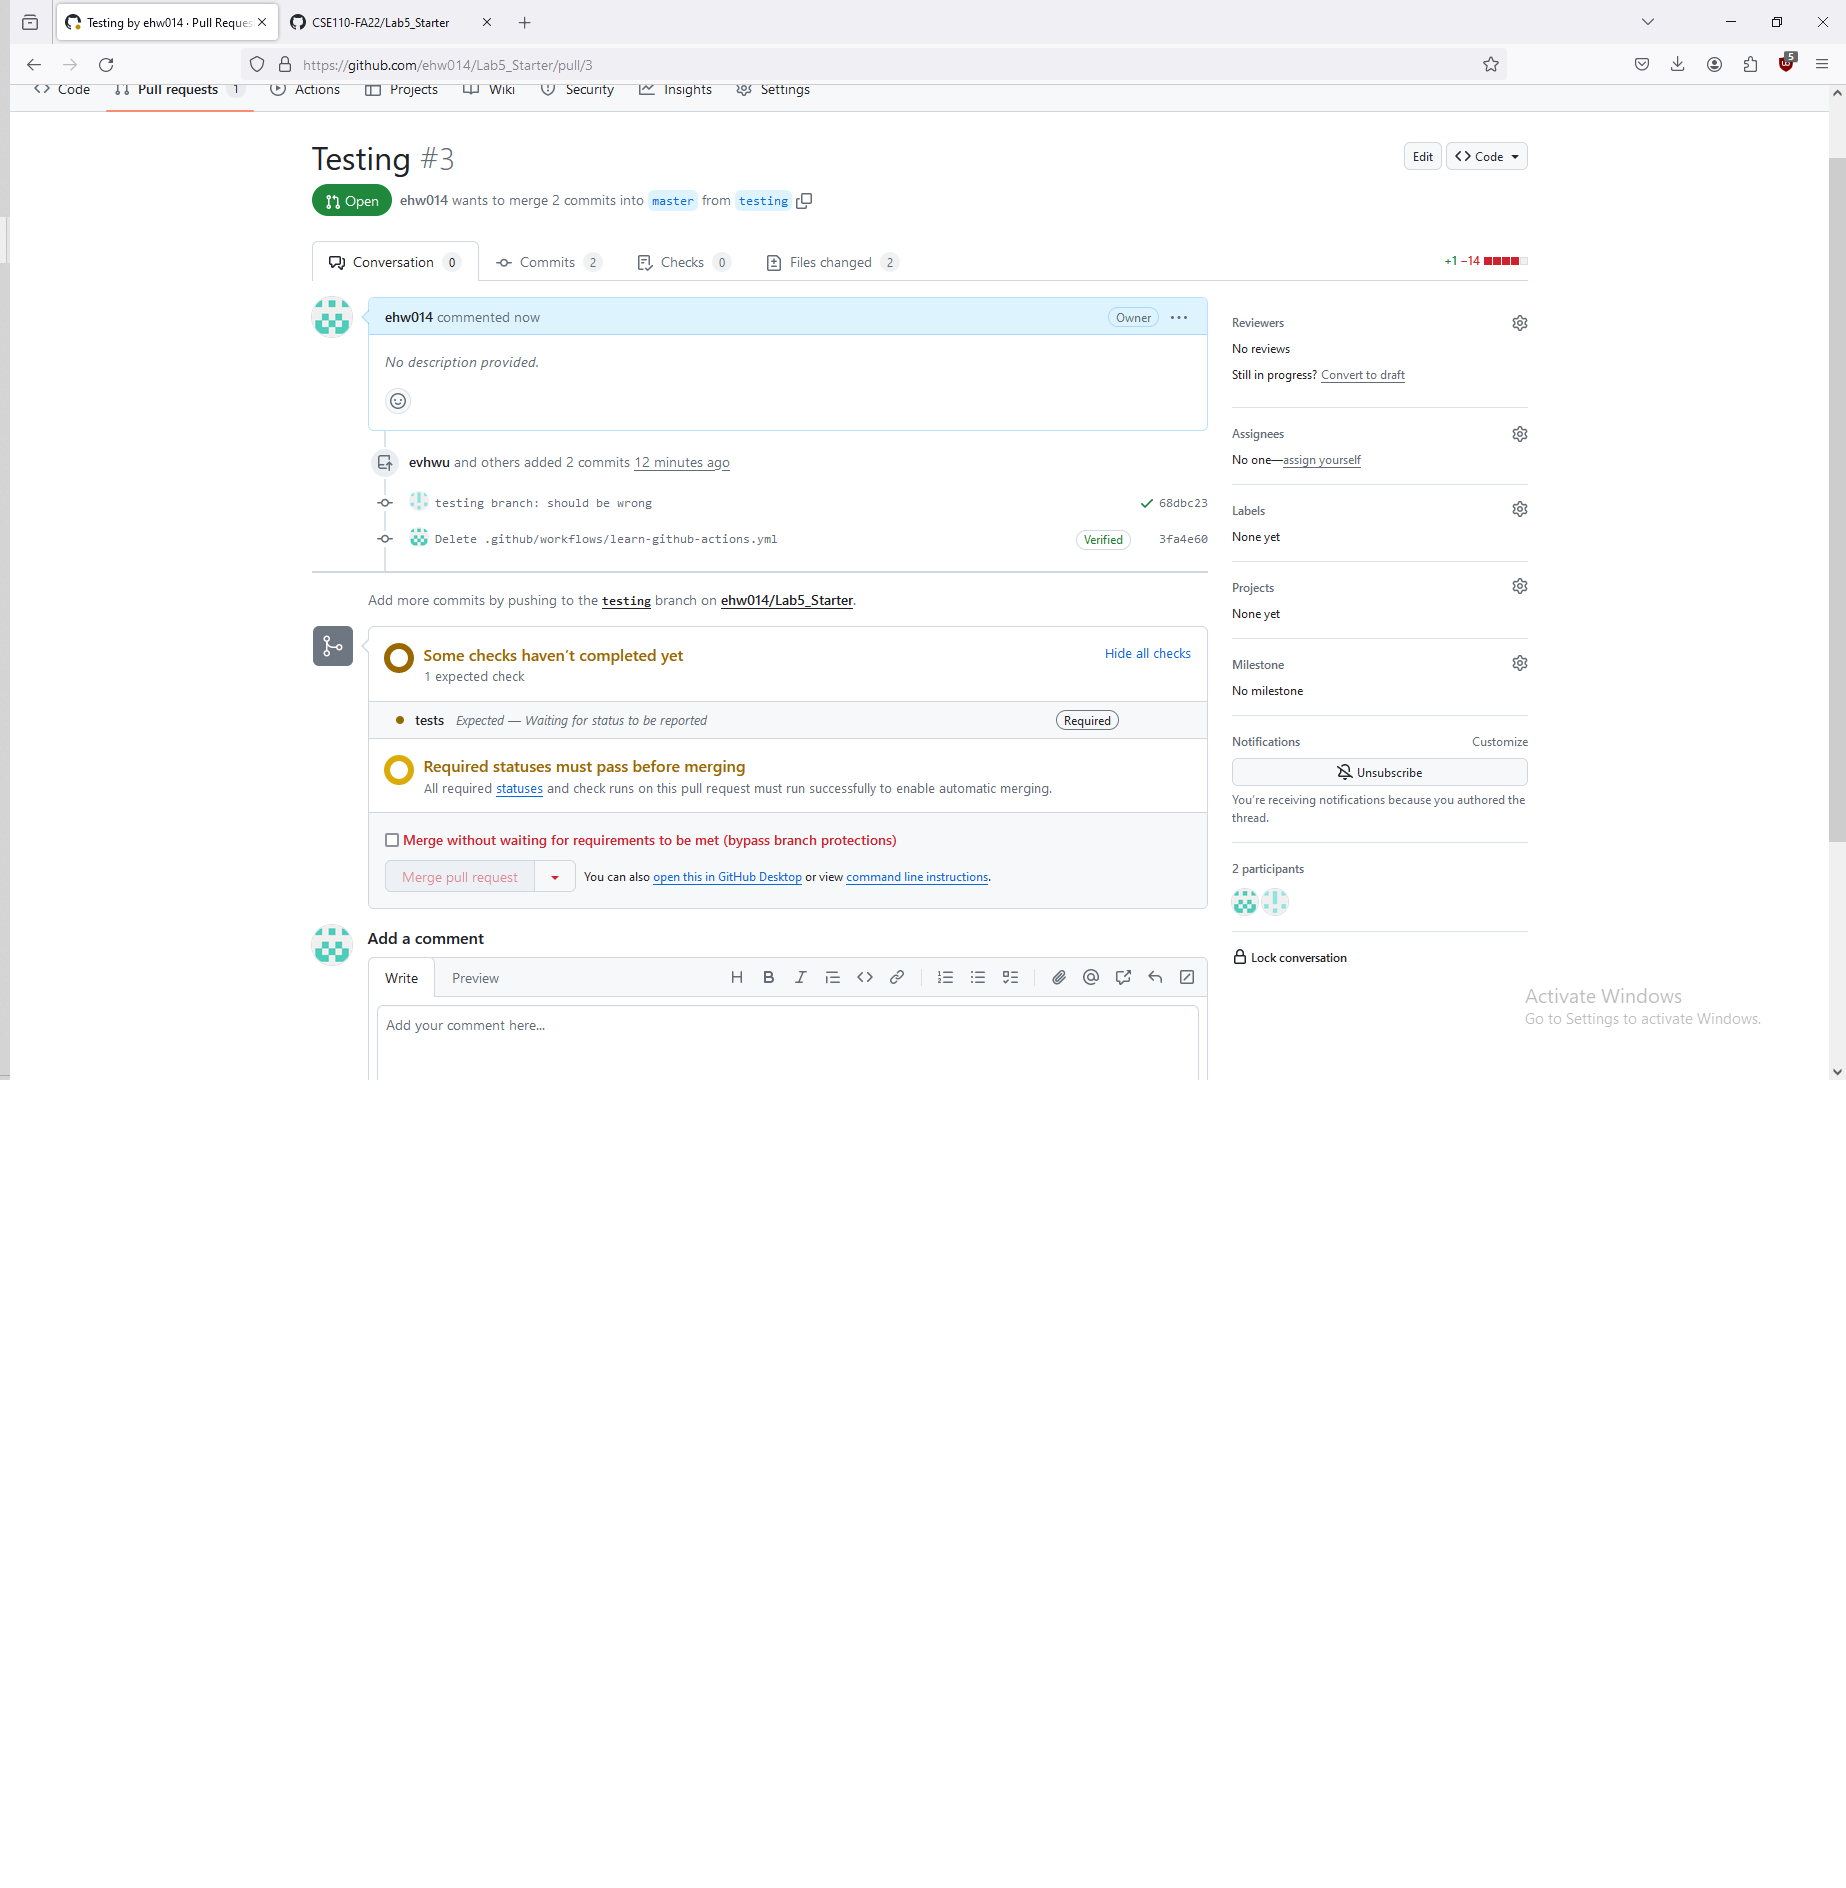 Testing by ehw014 · Pull Reques
CSE110-FA22/Lab5_Starter
https://github.com/ehw014/Lab5_Starter/pull/3
5
Code
Pull requests 1
Actions
Projects
Wiki
Security
Insights
Settings
Testing #3
Edit
Code
Open
ehw014 wants to merge 2 commits into master from testing
Conversation 0
Commits 2
Checks 0
Files changed 2
+1 −14
ehw014 commented now
Owner
No description provided.
evhwu and others added 2 commits 12 minutes ago
testing branch: should be wrong
68dbc23
Delete .github/workflows/learn-github-actions.yml
Verified
3fa4e60
Add more commits by pushing to the testing branch on ehw014/Lab5_Starter.
Some checks haven't completed yet
1 expected check
Hide all checks
tests Expected — Waiting for status to be reported
Required
Required statuses must pass before merging
All required statuses and check runs on this pull request must run successfully to enable automatic merging.
Merge without waiting for requirements to be met (bypass branch protections)
Merge pull request
You can also open this in GitHub Desktop or view command line instructions.
Add a comment
Write
Preview
Add your comment here...
Reviewers
No reviews
Still in progress? Convert to draft
Assignees
No one—assign yourself
Labels
None yet
Projects
None yet
Milestone
No milestone
Notifications
Customize
Unsubscribe
You're receiving notifications because you authored the
thread.
2 participants
Lock conversation
Activate Windows
Go to Settings to activate Windows.